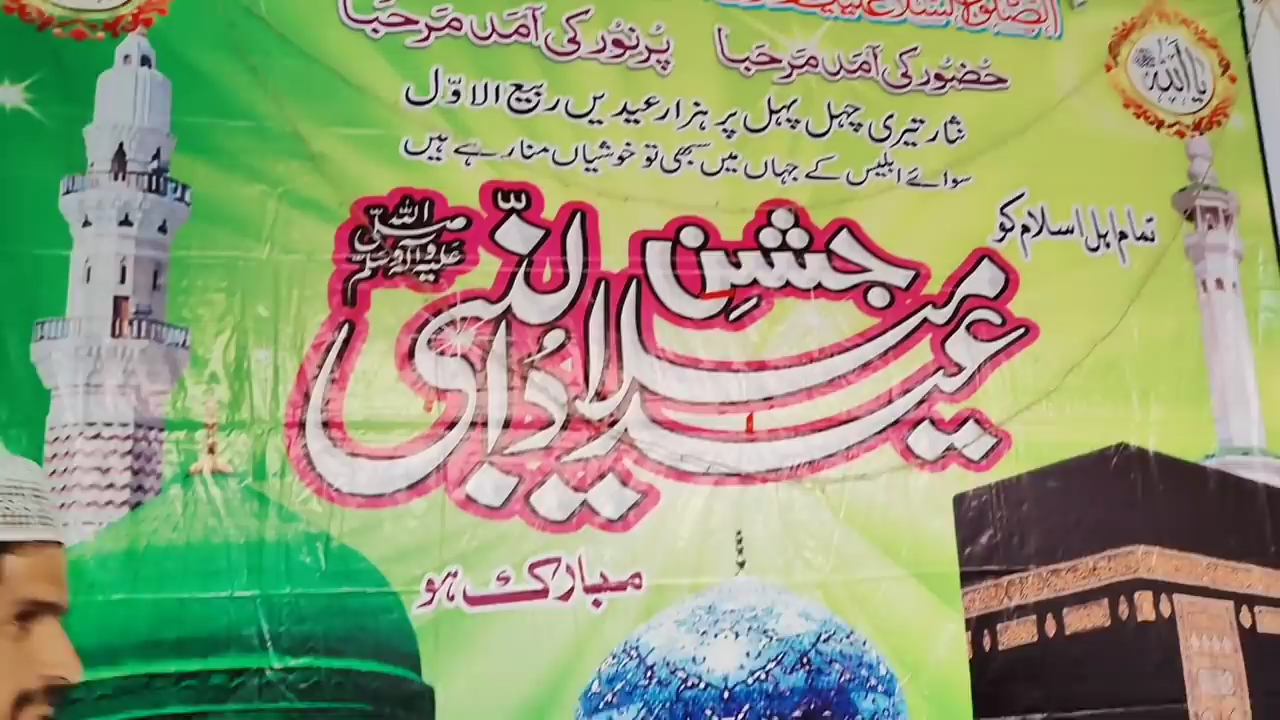 حضور کی آمد مرحبا پرنور کی آمد مرحبا
یا اللہ
نثار تیری چہل پہل پر ہزار عیدیں ربیع الاوّل
سوائے ابلیس کے جہاں میں سبھی تو خوشیاں منا رہے ہیں
تمام اہل اسلام کو
جشنِ
عید میلادُالنبّی
صلی اللہ علیہ وآلہ وسلم
مبارک ہو